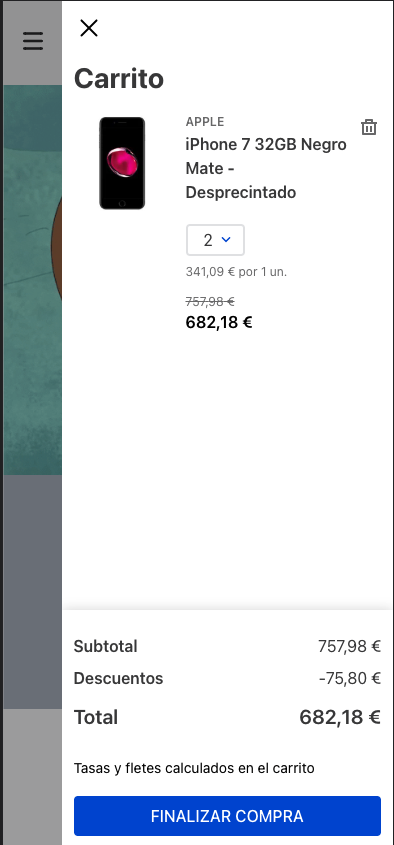 Carrito
APPLE
iPhone 7 32GB Negro
Mate -
Desprecintado
2
341,09 € por 1 un.
757,98 €
682,18 €
Subtotal 757,98 €
Descuentos -75,80 €
Total 682,18 €
Tasas y fletes calculados en el carrito
FINALIZAR COMPRA